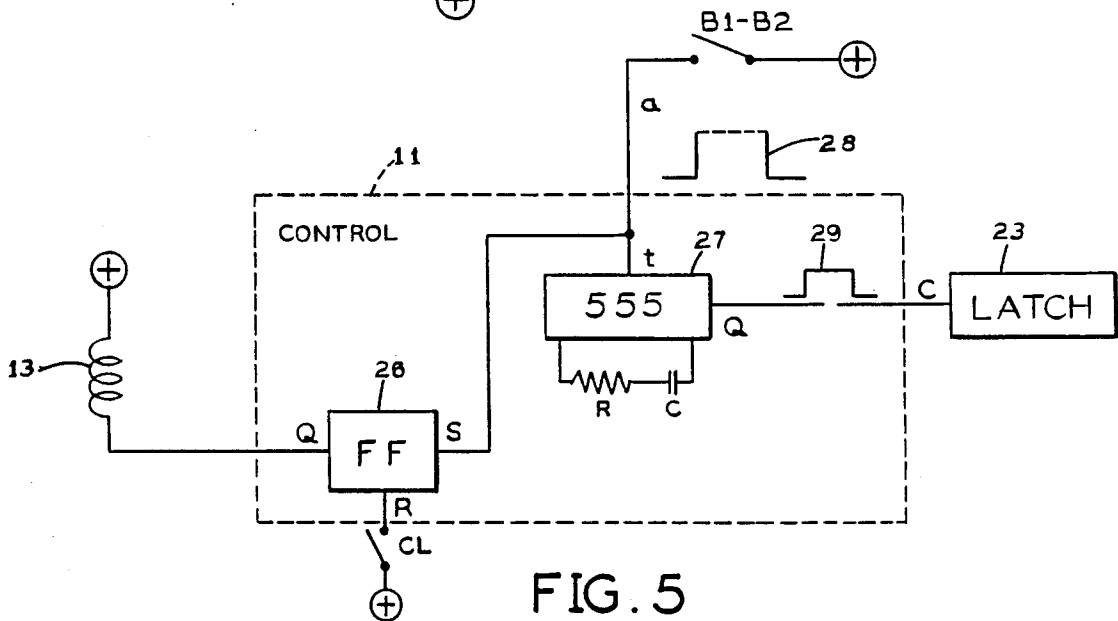 B1-B2
a
28
11
CONTROL
t
27
29
23
555
Q
C
LATCH
13
R C
26
Q
FF
S
R
CL
FIG. 5